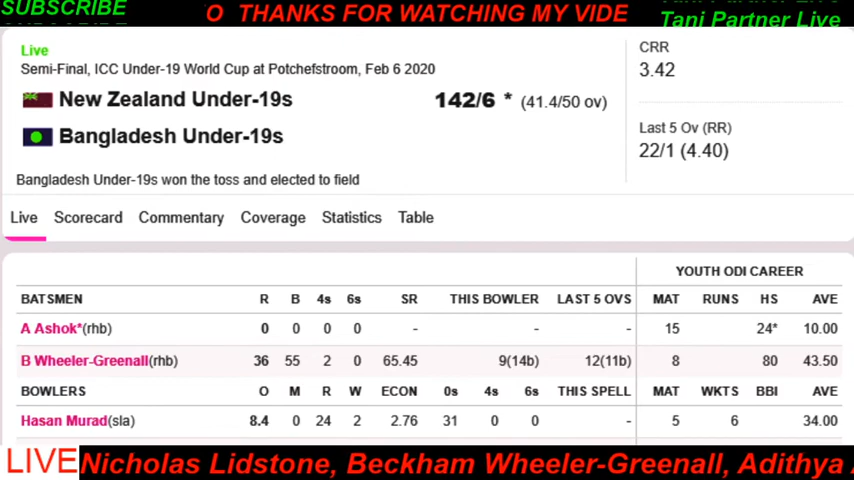 SUBSCRIBE
O THANKS FOR WATCHING MY VIDE
Tani Partner Live
Live
Semi-Final, ICC Under-19 World Cup at Potchefstroom, Feb 6 2020
New Zealand Under-19s 142/6 * (41.4/50 ov)
Bangladesh Under-19s
Bangladesh Under-19s won the toss and elected to field
CRR
3.42
Last 5 Ov (RR)
22/1 (4.40)
Live Scorecard Commentary Coverage Statistics Table
YOUTH ODI CAREER
BATSMEN R B 4s 6s SR THIS BOWLER LAST 5 OVS MAT RUNS HS AVE
A Ashok*(rhb) 0 0 0 0 - - - 15 24* 10.00
B Wheeler-Greenall(rhb) 36 55 2 0 65.45 9(14b) 12(11b) 8 80 43.50
BOWLERS O M R W ECON 0s 4s 6s THIS SPELL MAT WKTS BBI AVE
Hasan Murad(sla) 8.4 0 24 2 2.76 31 0 0 - 5 6 34.00
LIVE Nicholas Lidstone, Beckham Wheeler-Greenall, Adithya